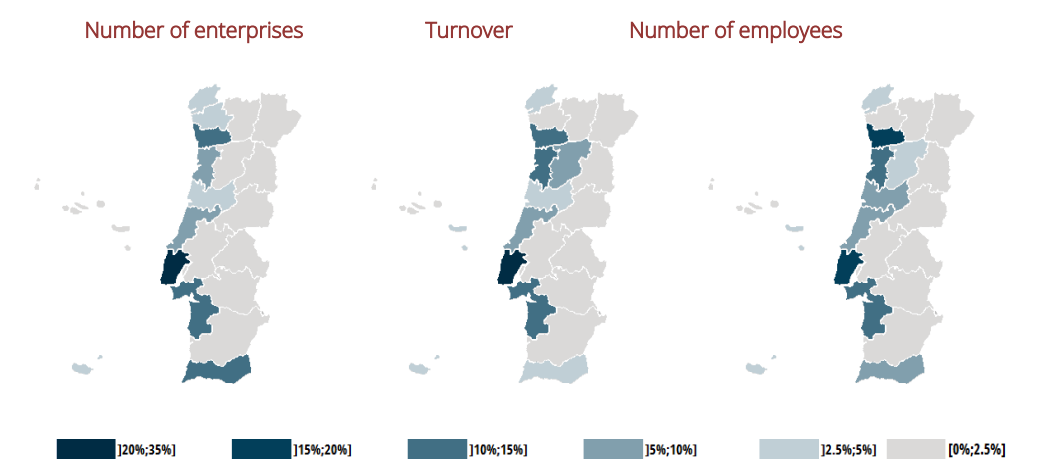 Number of enterprises Turnover Number of employees
]20%;35%] ]15%;20%] ]10%;15%] ]5%;10%] ]2.5%;5%] [0%;2.5%]